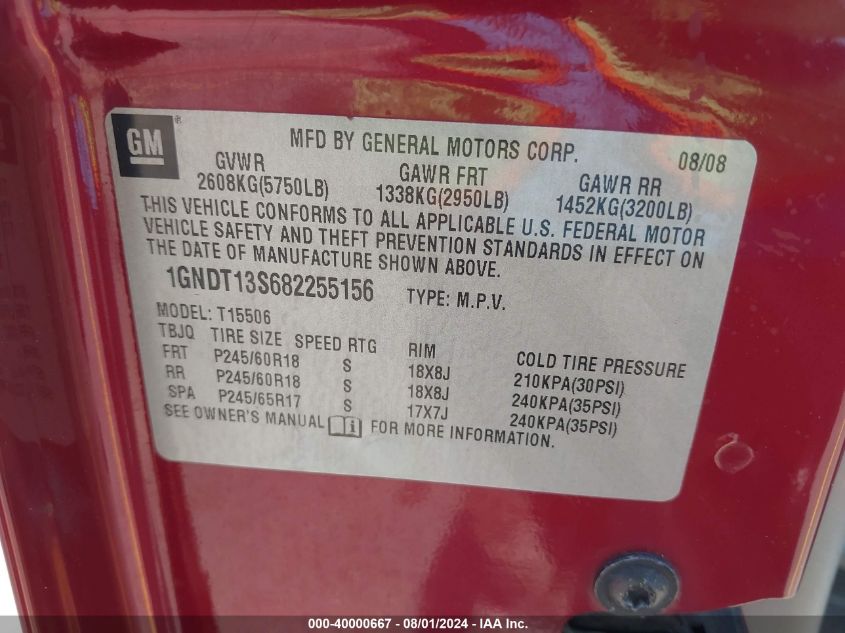 GM ®
MFD BY GENERAL MOTORS CORP. 08/08
GVWR GAWR FRT GAWR RR
2608KG(5750LB) 1338KG(2950LB) 1452KG(3200LB)
THIS VEHICLE CONFORMS TO ALL APPLICABLE U.S. FEDERAL MOTOR
VEHICLE SAFETY AND THEFT PREVENTION STANDARDS IN EFFECT ON
THE DATE OF MANUFACTURE SHOWN ABOVE.
1GNDT13S682255156 TYPE: M.P.V.
MODEL: T15506
TBJQ TIRE SIZE SPEED RTG RIM COLD TIRE PRESSURE
FRT P245/60R18 S 18X8J 210KPA(30PSI)
RR P245/60R18 S 18X8J 240KPA(35PSI)
SPA P245/65R17 S 17X7J 240KPA(35PSI)
SEE OWNER'S MANUAL i FOR MORE INFORMATION.
000-40000667 - 08/01/2024 - IAA Inc.